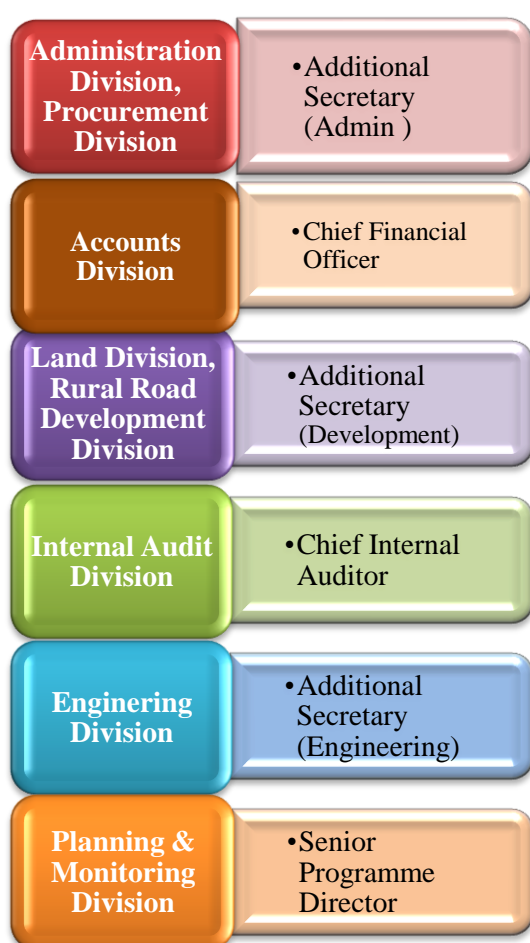 Administration
Division,
Procurement
Division
•Additional
Secretary
(Admin )
Accounts
Division
•Chief Financial
Officer
Land Division,
Rural Road
Development
Division
•Additional
Secretary
(Development)
Internal Audit
Division
•Chief Internal
Auditor
Enginering
Division
•Additional
Secretary
(Engineering)
Planning &
Monitoring
Division
•Senior
Programme
Director